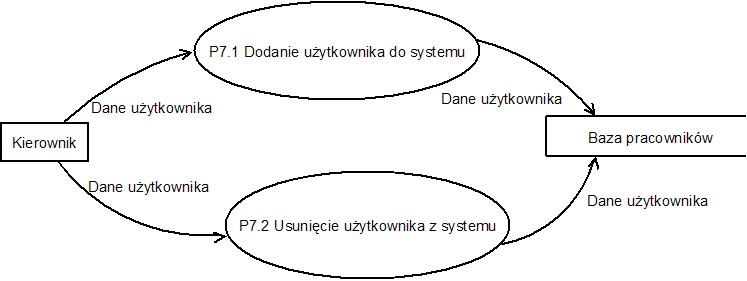 P7.1 Dodanie użytkownika do systemu
Dane użytkownika
Dane użytkownika
Kierownik
Baza pracowników
Dane użytkownika
Dane użytkownika
P7.2 Usunięcie użytkownika z systemu